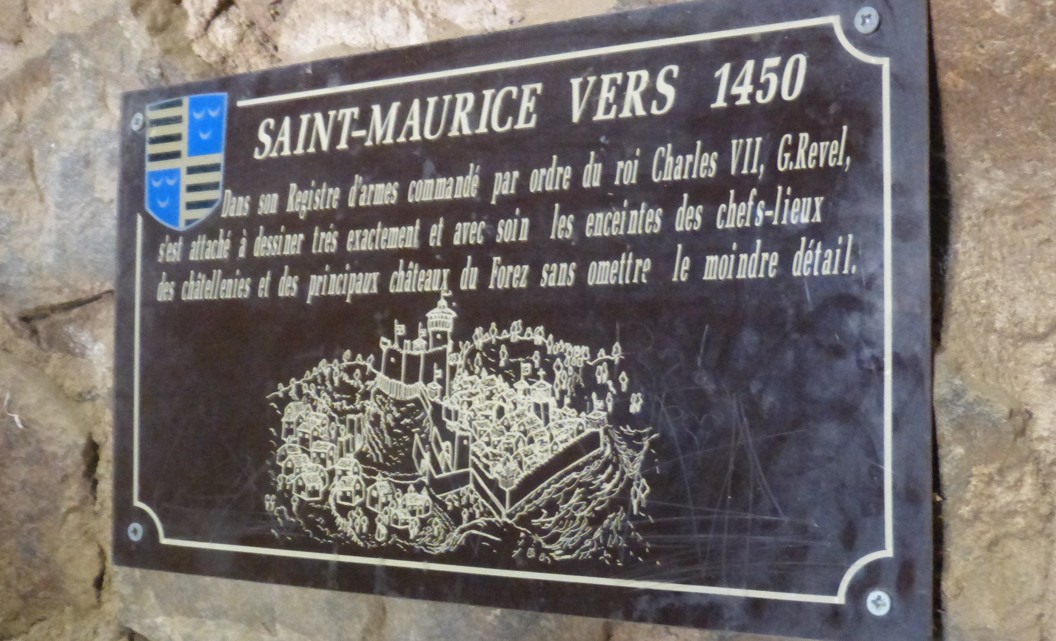 SAINT-MAURICE VERS 1450
Dans son Registre d'armes commandé par ordre du roi Charles VII, G.Revel,
s'est attaché à dessiner trés exactement et avec soin les enceintes des chefs-lieux
des châtellenies et des principaux châteaux du Forez sans omettre le moindre détail.